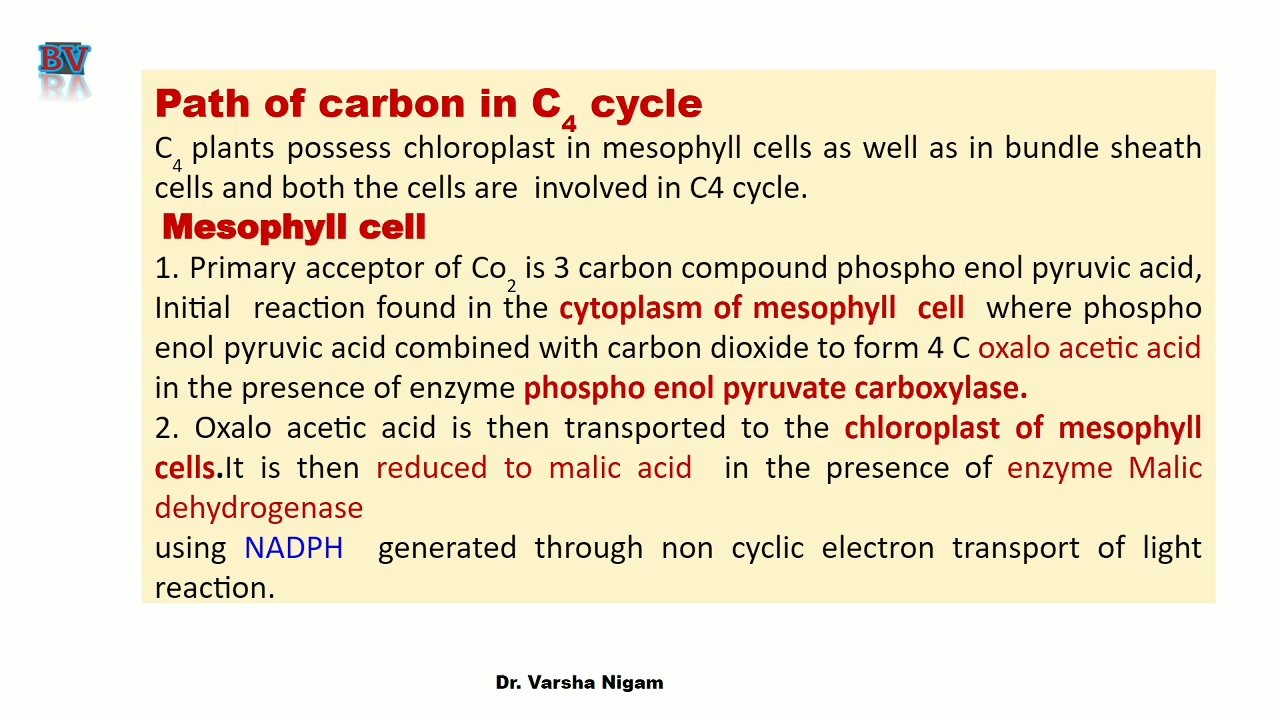 BV
Path of carbon in C4 cycle
C4 plants possess chloroplast in mesophyll cells as well as in bundle sheath
cells and both the cells are involved in C4 cycle.
Mesophyll cell
1. Primary acceptor of Co2 is 3 carbon compound phospho enol pyruvic acid,
Initial reaction found in the cytoplasm of mesophyll cell where phospho
enol pyruvic acid combined with carbon dioxide to form 4 C oxalo acetic acid
in the presence of enzyme phospho enol pyruvate carboxylase.
2. Oxalo acetic acid is then transported to the chloroplast of mesophyll
cells.It is then reduced to malic acid in the presence of enzyme Malic
dehydrogenase
using NADPH generated through non cyclic electron transport of light
reaction.
Dr. Varsha Nigam